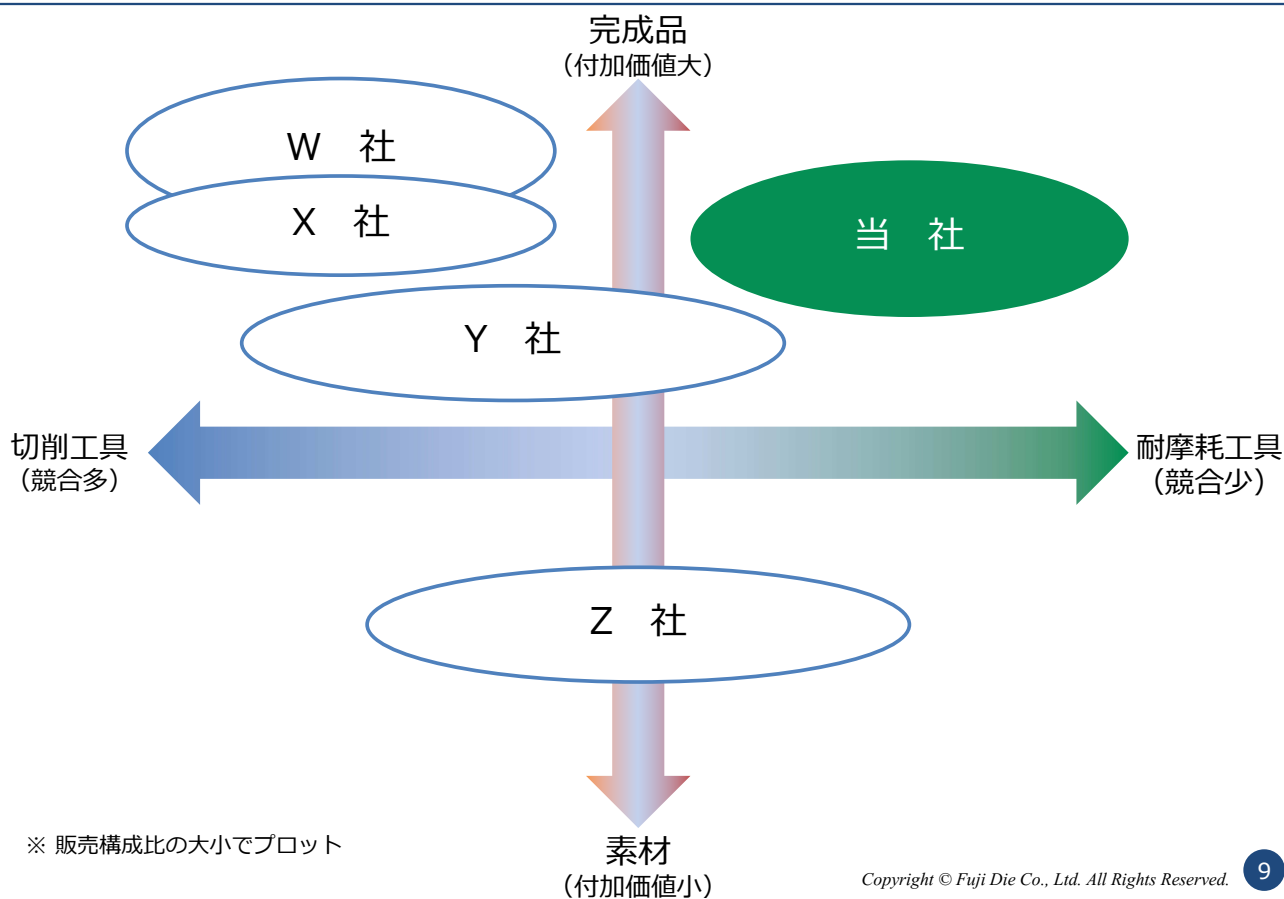 完成品
（付加価値大）
W 社
X 社
当 社
Y 社
切削工具
（競合多）
耐摩耗工具
（競合少）
Z 社
※ 販売構成比の大小でプロット
素材
（付加価値小）
Copyright © Fuji Die Co., Ltd. All Rights Reserved.
9